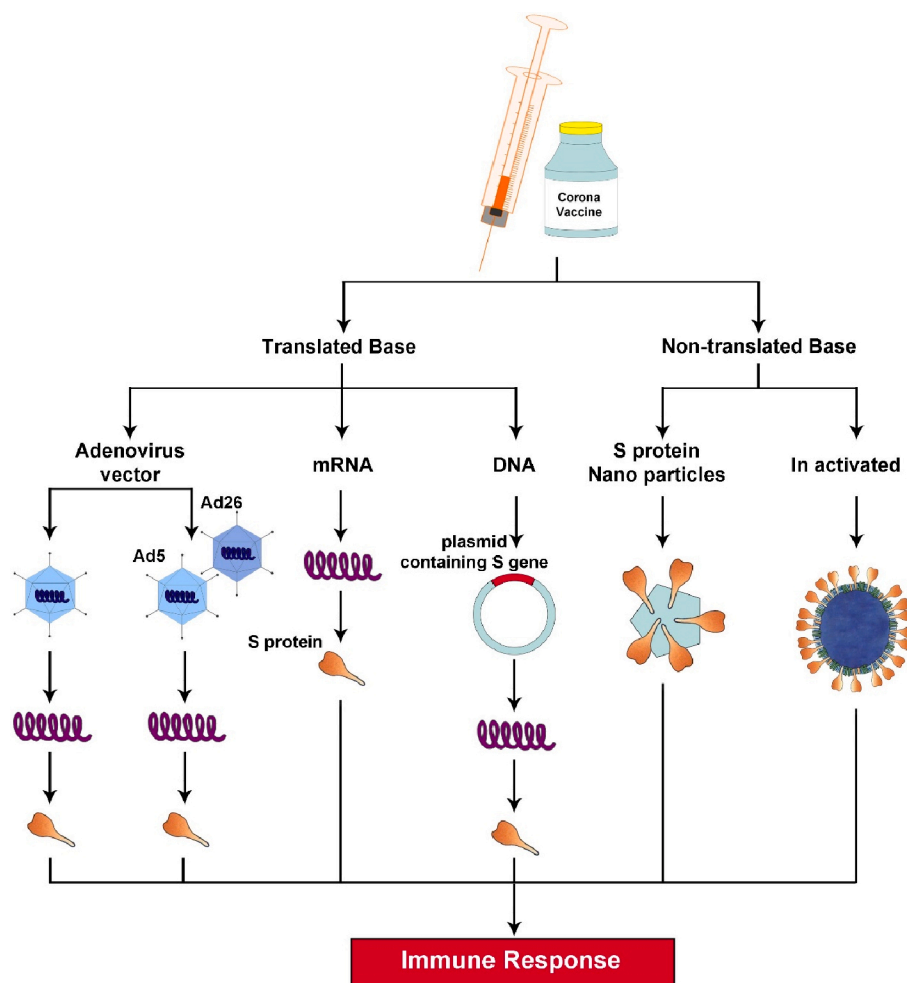 Corona
Vaccine
Translated Base
Non-translated Base
Adenovirus
vector
mRNA
DNA
S protein
Nano particles
In activated
Ad26
Ad5
plasmid
containing S gene
S protein
Immune Response